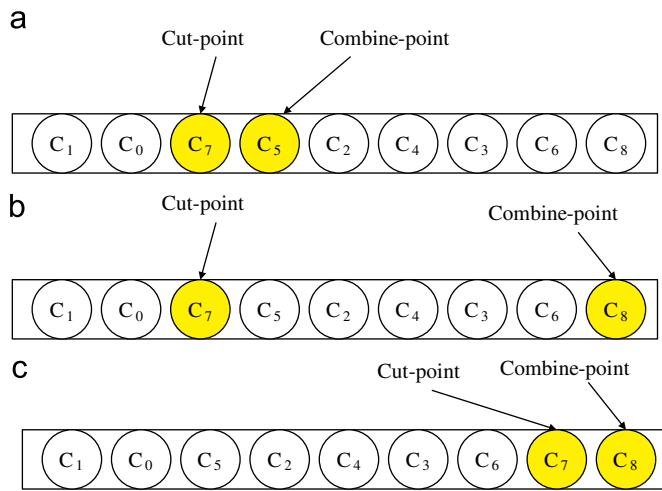 a
Cut-point Combine-point
C1 C0 C7 C5 C2 C4 C3 C6 C8
b
Cut-point Combine-point
C1 C0 C7 C5 C2 C4 C3 C6 C8
c
Cut-point Combine-point
C1 C0 C5 C2 C4 C3 C6 C7 C8